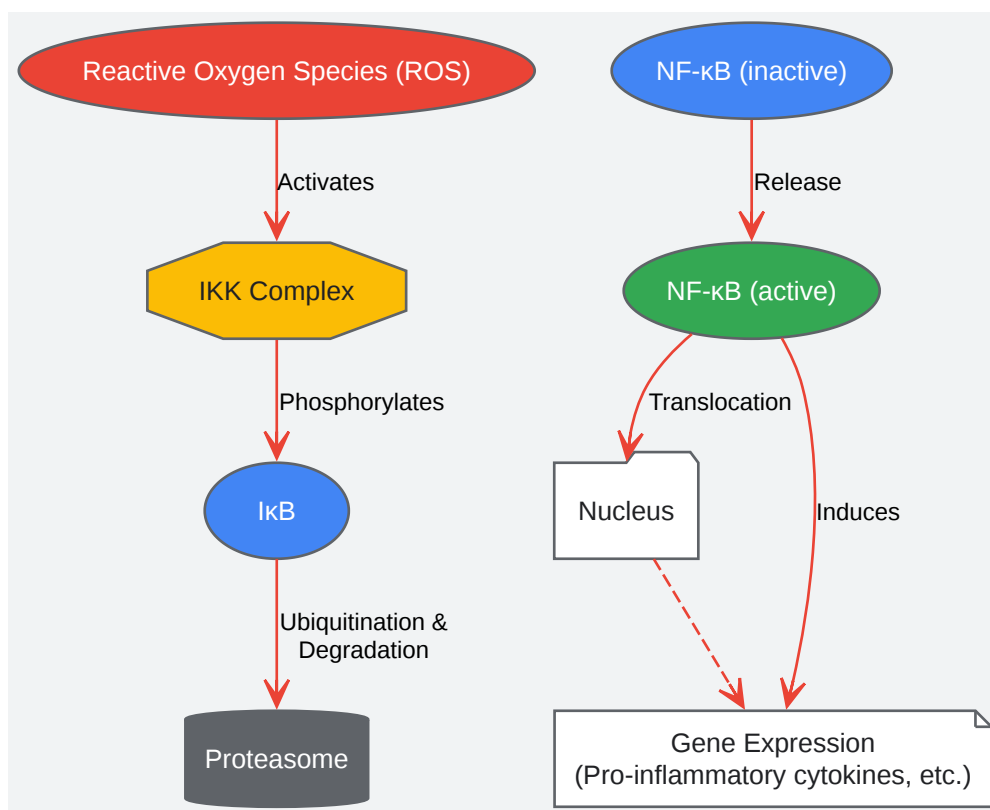 Reactive Oxygen Species (ROS)
NF-κB (inactive)
Activates
Release
IKK Complex
NF-κB (active)
Phosphorylates
Translocation
IκB
Nucleus
Induces
Ubiquitination &
Degradation
Proteasome
Gene Expression
(Pro-inflammatory cytokines, etc.)